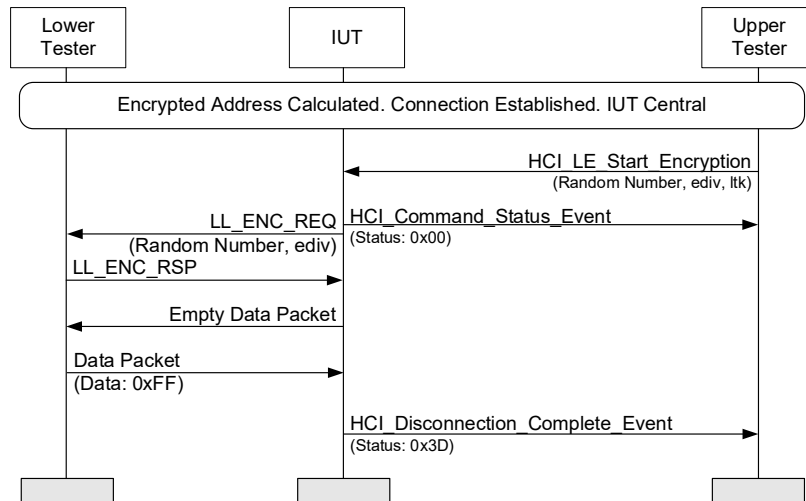 Lower
Tester
IUT
Upper
Tester
Encrypted Address Calculated. Connection Established. IUT Central
HCI_LE_Start_Encryption
(Random Number, ediv, ltk)
LL_ENC_REQ
(Random Number, ediv)
HCI_Command_Status_Event
(Status: 0x00)
LL_ENC_RSP
Empty Data Packet
Data Packet
(Data: 0xFF)
HCI_Disconnection_Complete_Event
(Status: 0x3D)